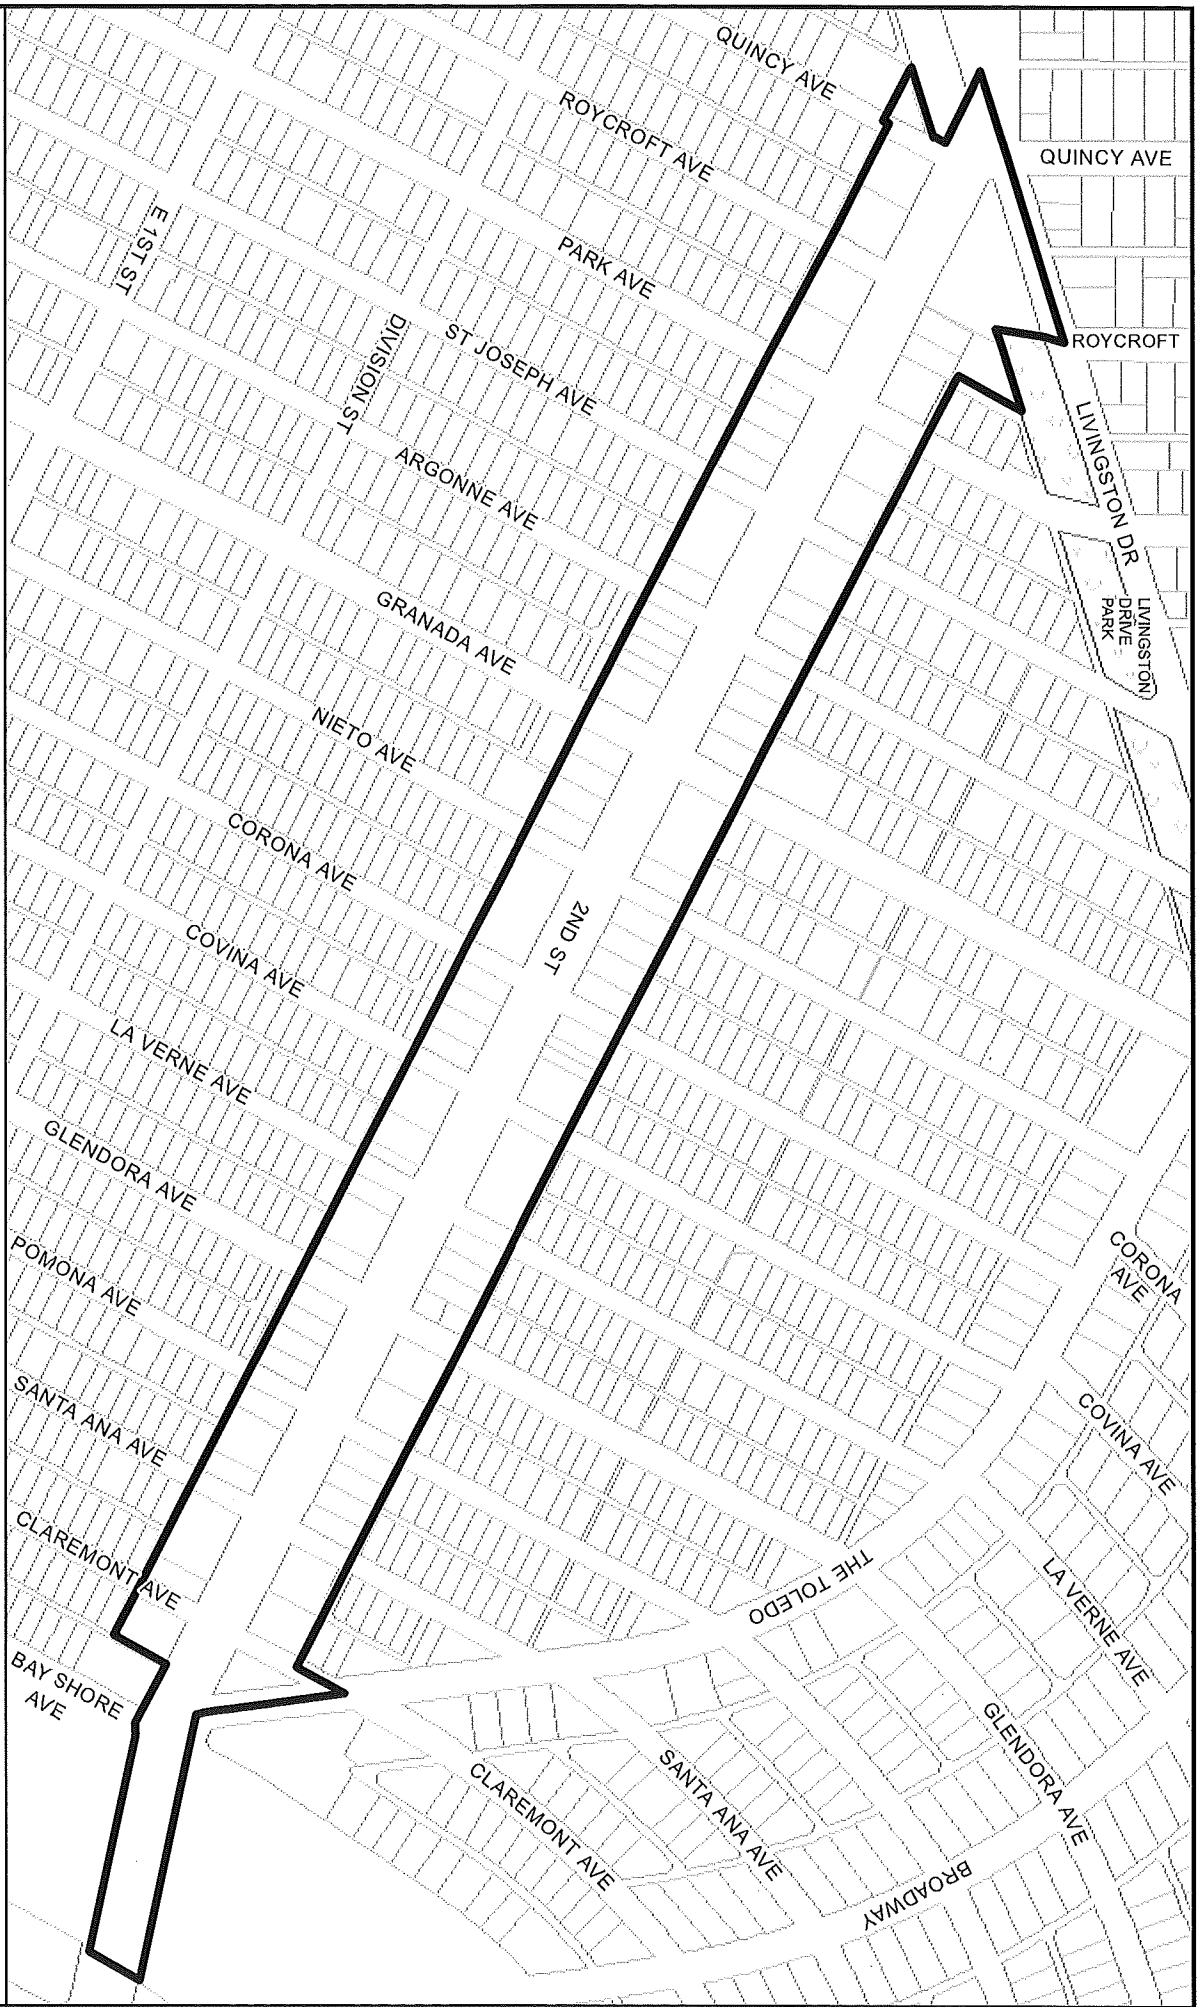 QUINCY AVE
ROYCROFT AVE
QUINCY AVE
E 1ST ST
PARK AVE
DIVISION ST
ST JOSEPH AVE
ROYCROFT
LIVINGSTON DR
ARGONNE AVE
LIVINGSTON
DRIVE
PARK
GRANADA AVE
NIETO AVE
CORONA AVE
2ND ST
COVINA AVE
LA VERNE AVE
GLENDORA AVE
POMONA AVE
CORONA
AVE
SANTA ANA AVE
COVINA AVE
CLAREMONT AVE
THE TOLEDO
LA VERNE AVE
BAY SHORE
AVE
GLENDORA AVE
SANTA ANA AVE
CLAREMONT AVE
BROADWAY